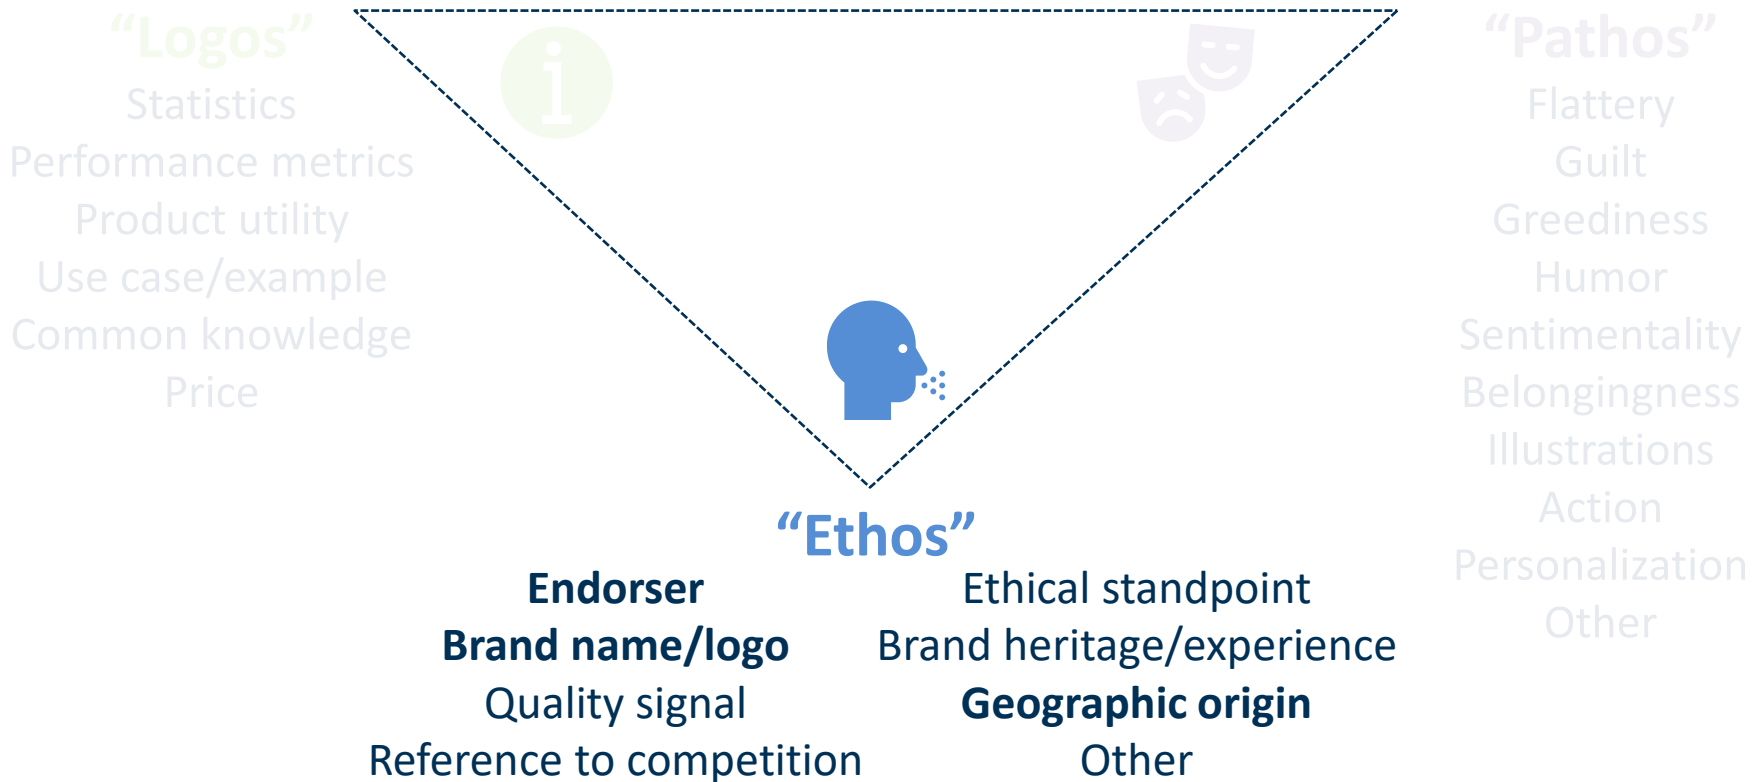 “Logos”
Statistics
Performance metrics
Product utility
Use case/example
Common knowledge
Price
“Pathos”
Flattery
Guilt
Greediness
Humor
Sentimentality
Belongingness
Illustrations
Action
Personalization
Other
“Ethos”
Endorser
Brand name/logo
Quality signal
Reference to competition
Ethical standpoint
Brand heritage/experience
Geographic origin
Other